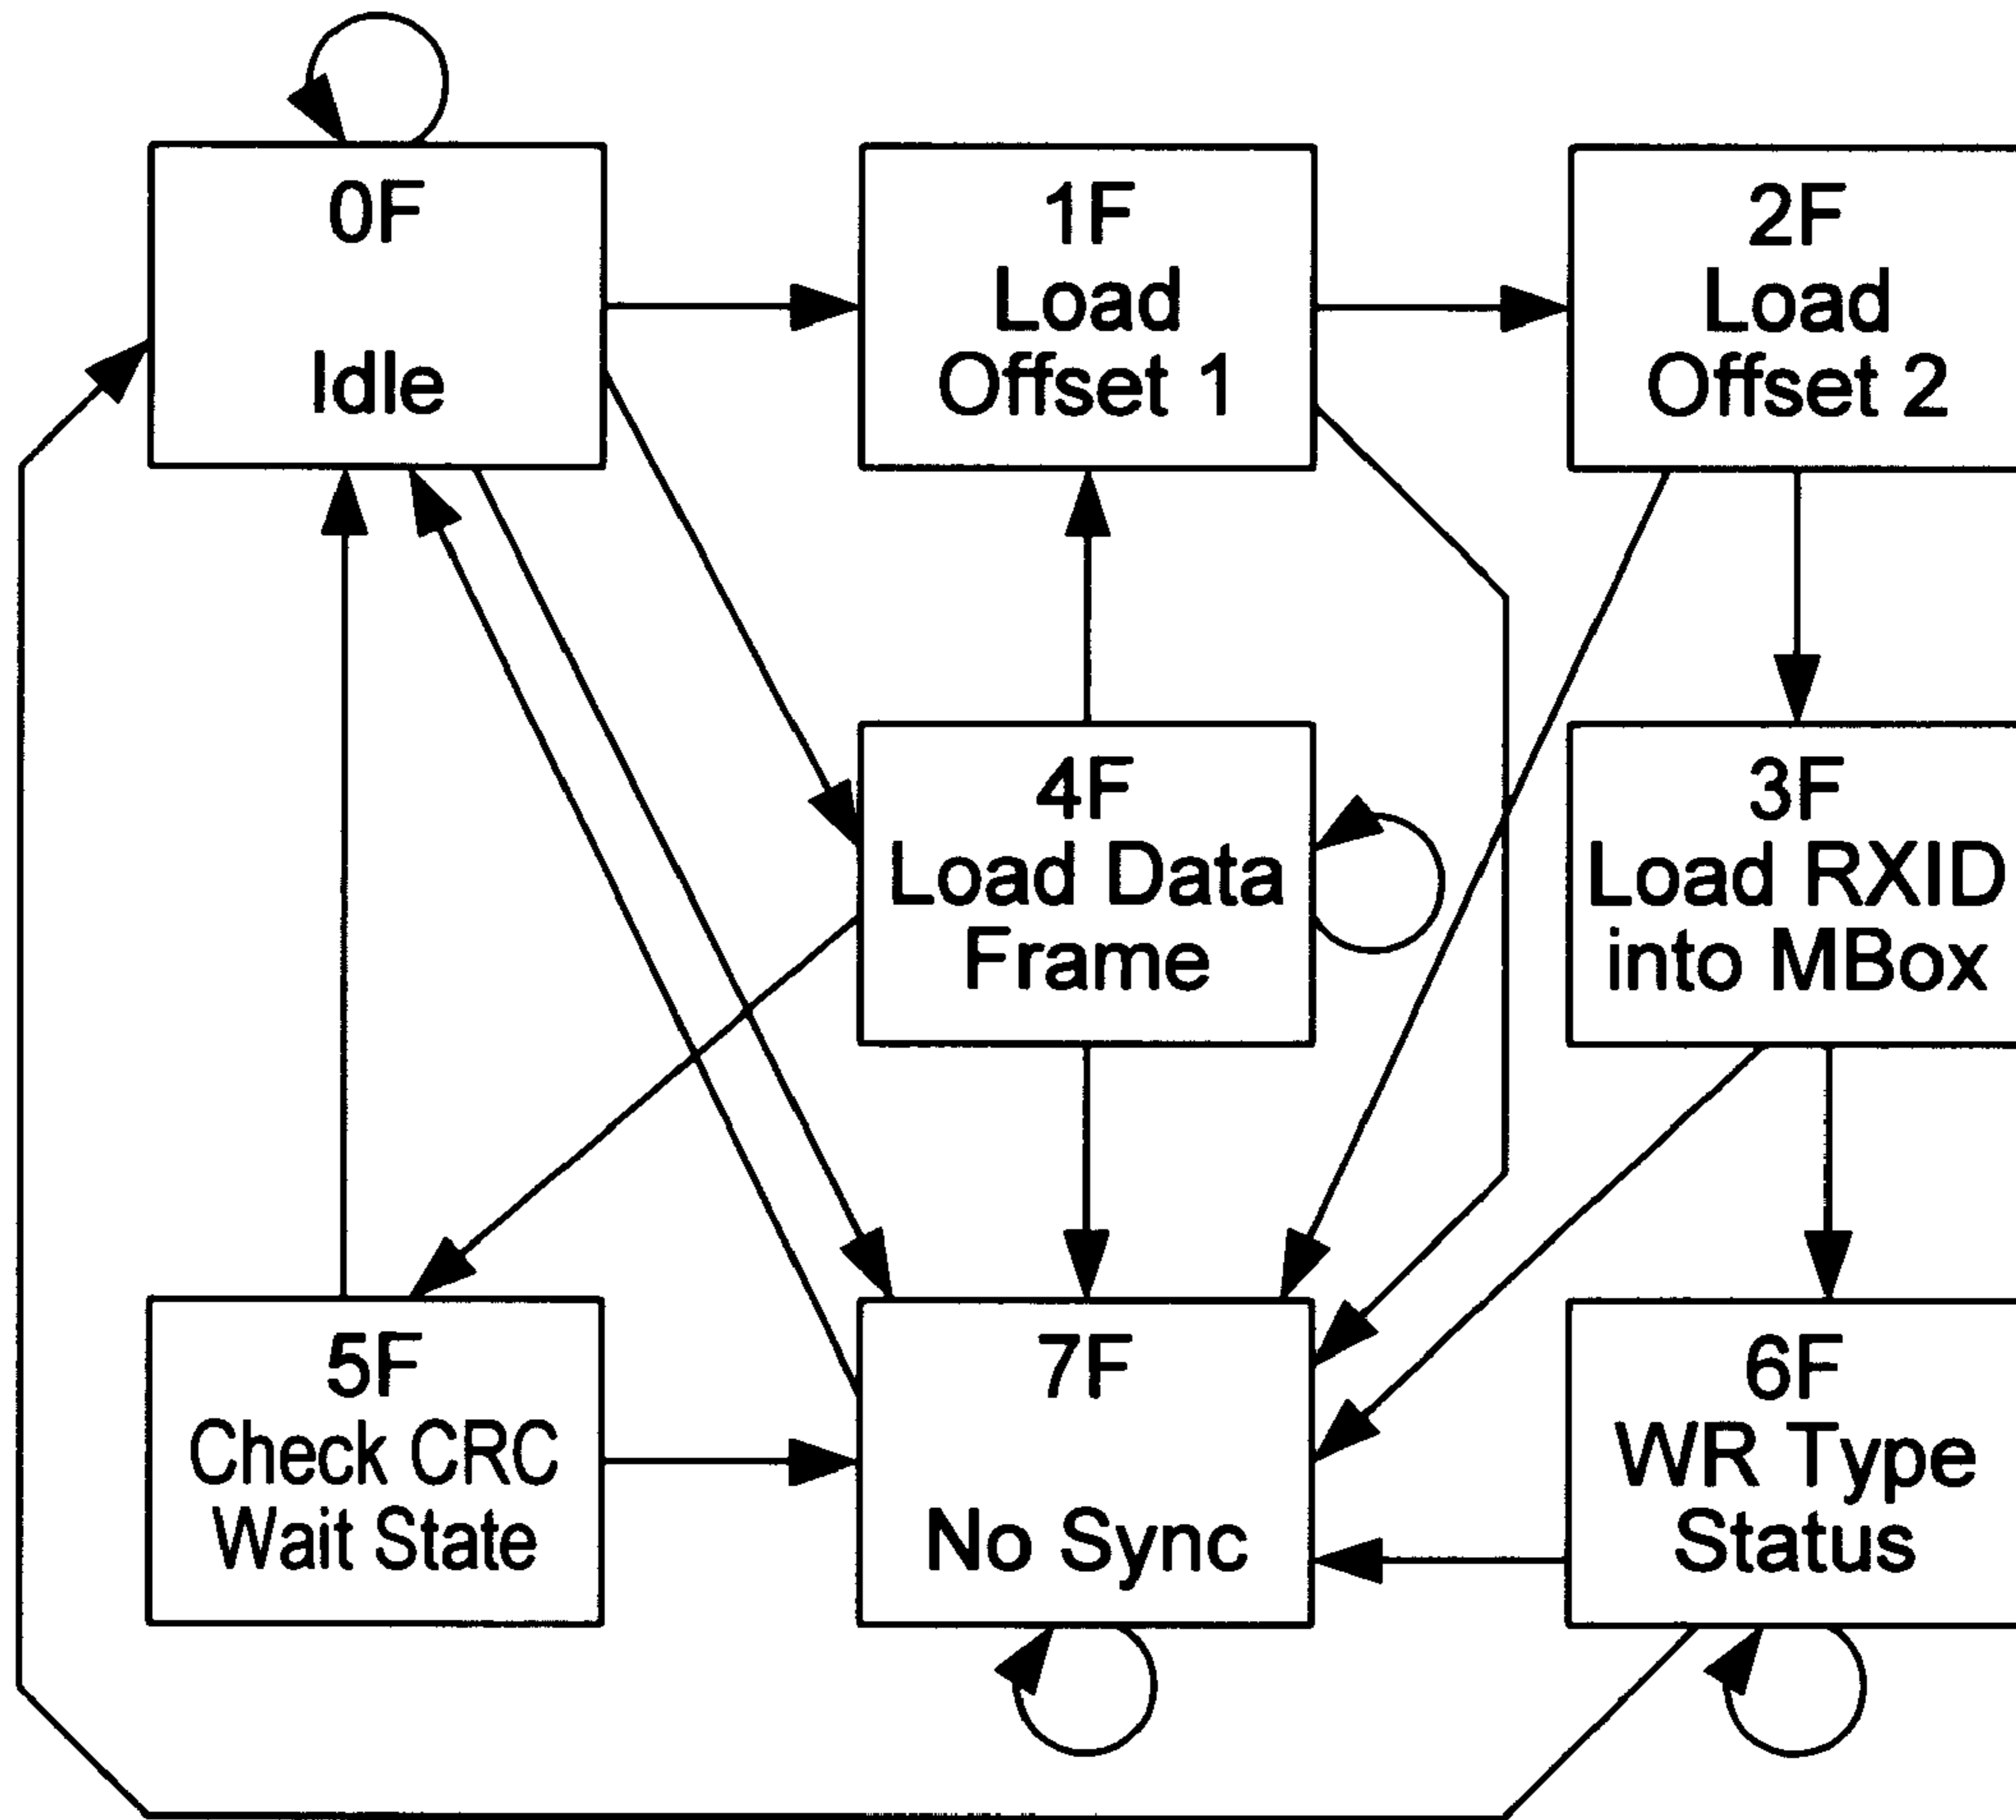 0F
Idle
1F
Load
Offset 1
2F
Load
Offset 2
4F
Load Data
Frame
3F
Load RXID
into MBox
5F
Check CRC
Wait State
7F
No Sync
6F
WR Type
Status